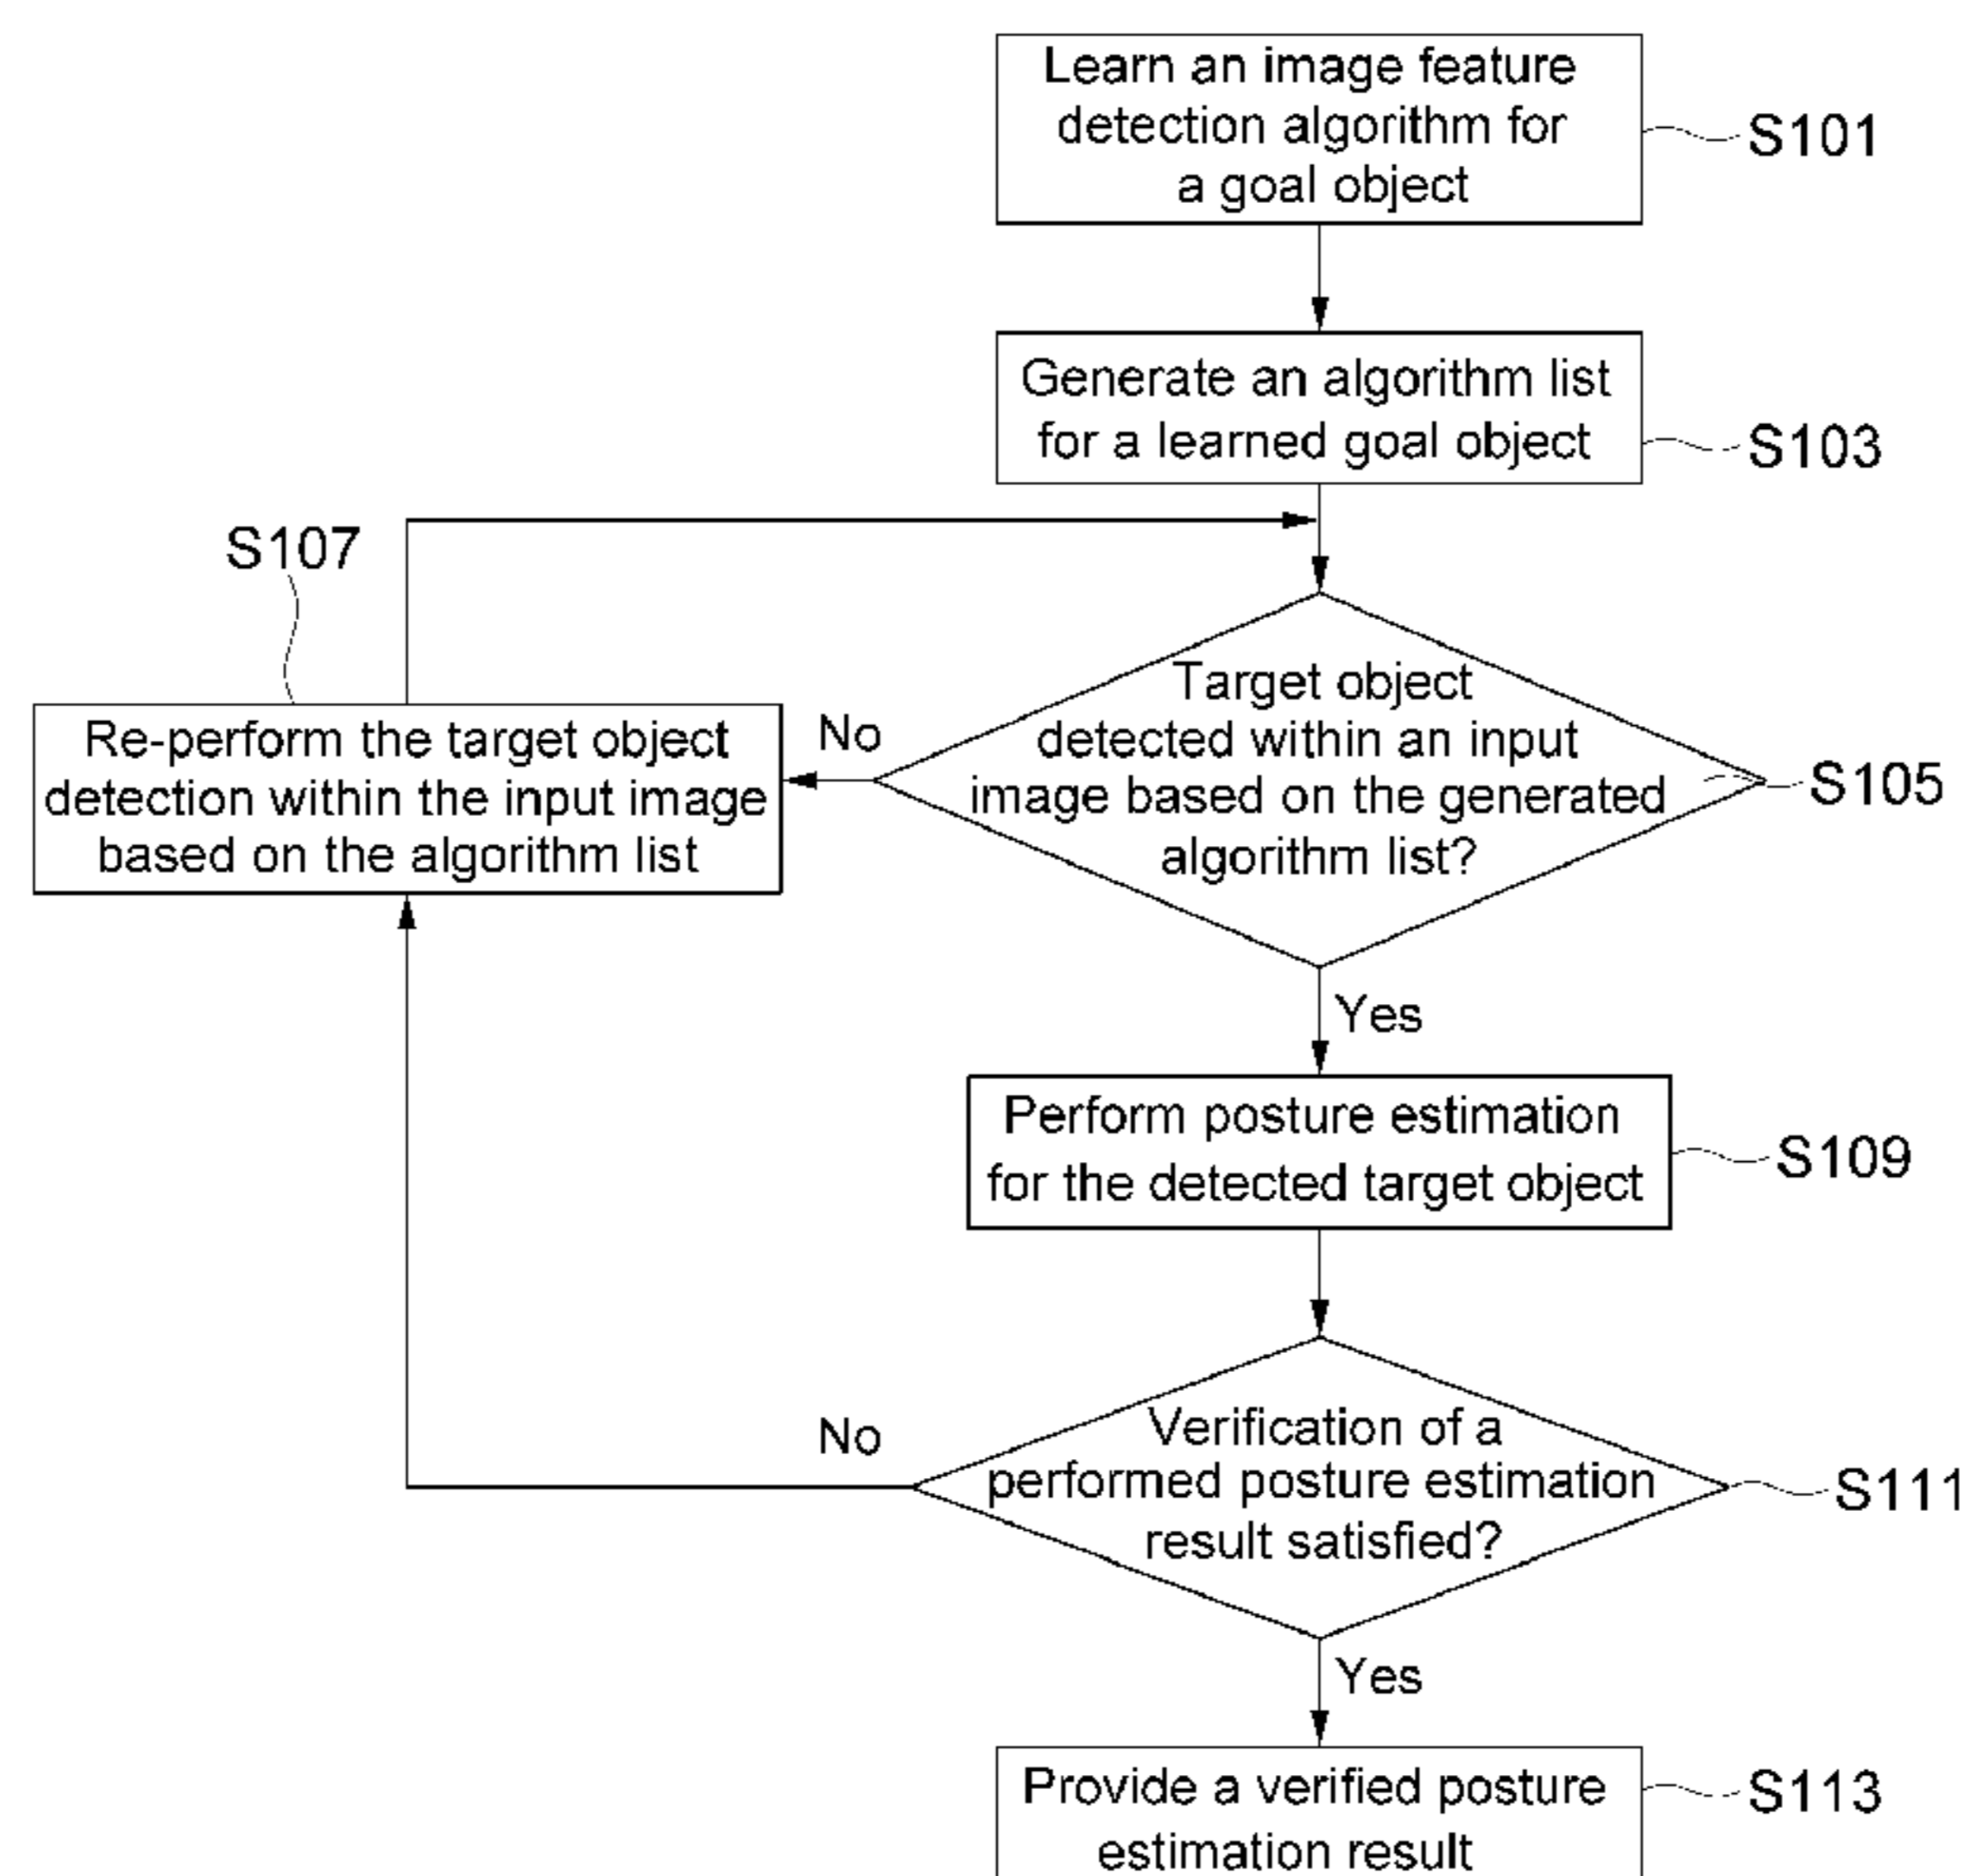 Learn an image feature
detection algorithm for
a goal object
S101
Generate an algorithm list
for a learned goal object
S103
S107
Re-perform the target object
detection within the input image
based on the algorithm list
No
Target object
detected within an input
image based on the generated
algorithm list?
S105
Yes
Perform posture estimation
for the detected target object
S109
No
Verification of a
performed posture estimation
result satisfied?
S111
Yes
Provide a verified posture
estimation result
S113